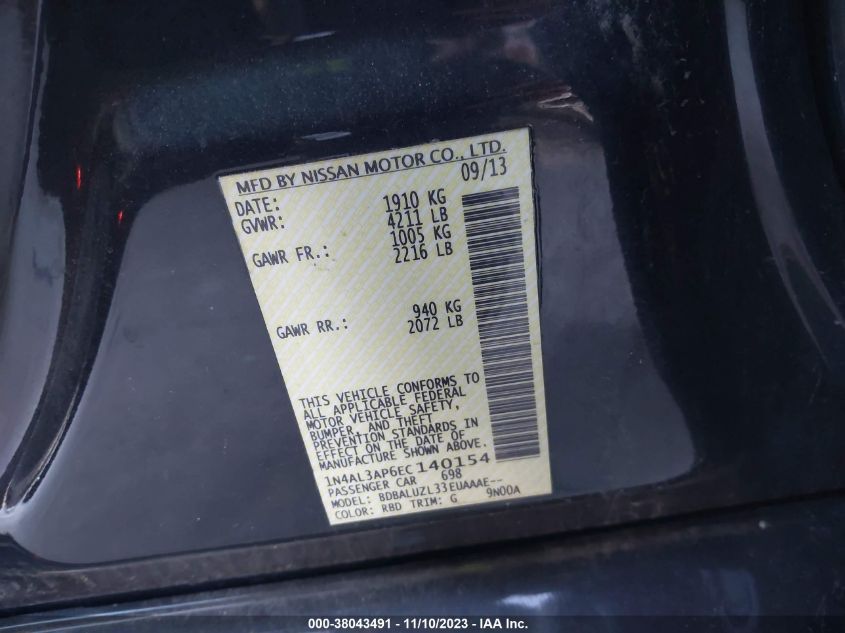 MFD BY NISSAN MOTOR CO., LTD.
DATE: 09/13
GVWR: 1910 KG
4211 LB
GAWR FR.: 1005 KG
2216 LB
GAWR RR.: 940 KG
2072 LB
THIS VEHICLE CONFORMS TO
ALL APPLICABLE FEDERAL
MOTOR VEHICLE SAFETY,
BUMPER, AND THEFT
PREVENTION STANDARDS IN
EFFECT ON THE DATE OF
MANUFACTURE SHOWN ABOVE.
1N4AL3AP6EC140154
PASSENGER CAR 698
MODEL: BDBALUZL33EUAAAE--
COLOR: RBD TRIM: G 9N00A
000-38043491 - 11/10/2023 - IAA Inc.